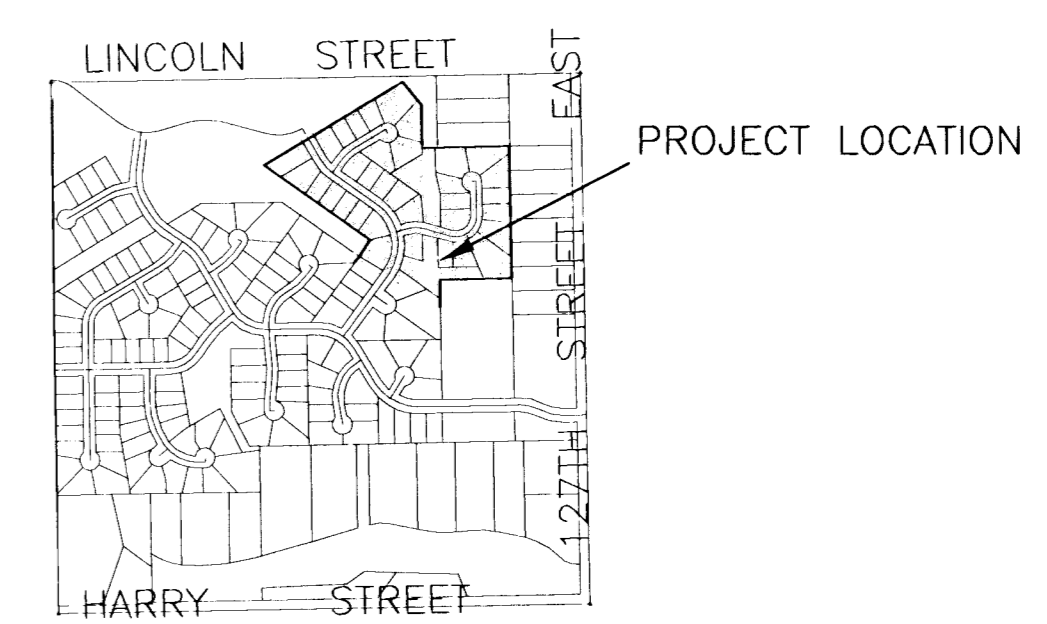 LINCOLN STREET
127TH STREET EAST
PROJECT LOCATION
HARRY STREET